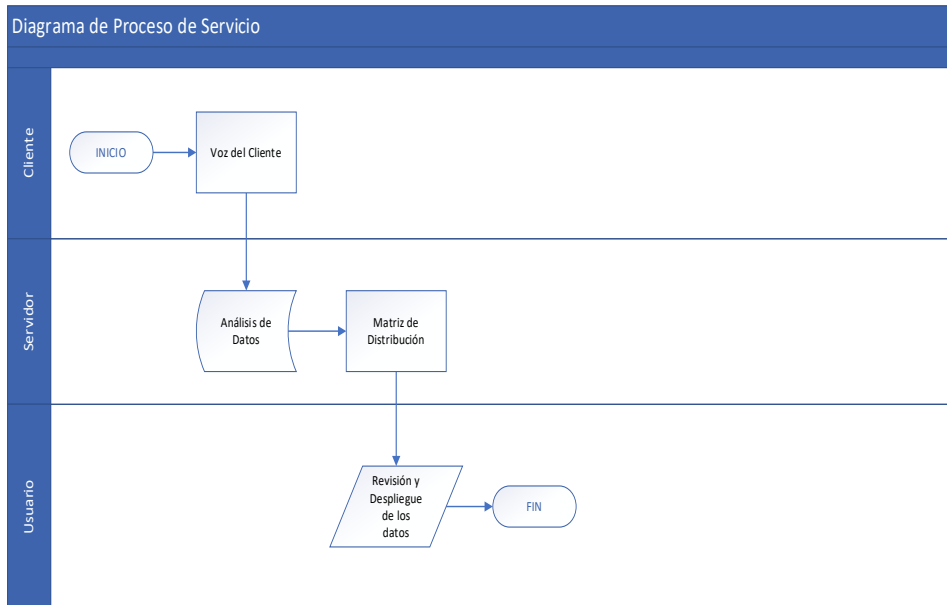 Diagrama de Proceso de Servicio
Cliente
INICIO
Voz del Cliente
Servidor
Análisis de
Datos
Matriz de
Distribución
Usuario
Revisión y
Despliegue
de los
datos
FIN